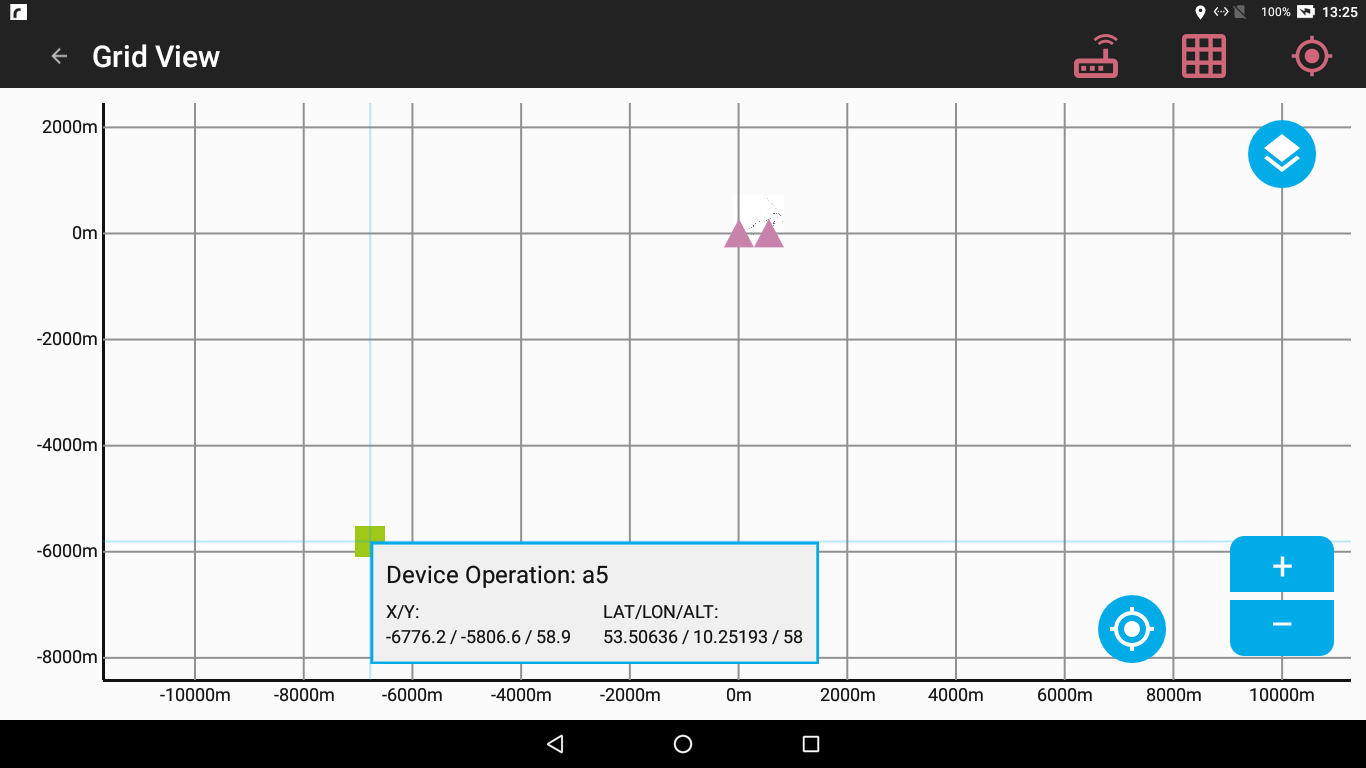 100% 13:25
Grid View
2000m
0m
-2000m
-4000m
-6000m
-8000m
Device Operation: a5
X/Y: LAT/LON/ALT:
-6776.2 / -5806.6 / 58.9 53.50636 / 10.25193 / 58
+
−
-10000m -8000m -6000m -4000m -2000m 0m 2000m 4000m 6000m 8000m 10000m